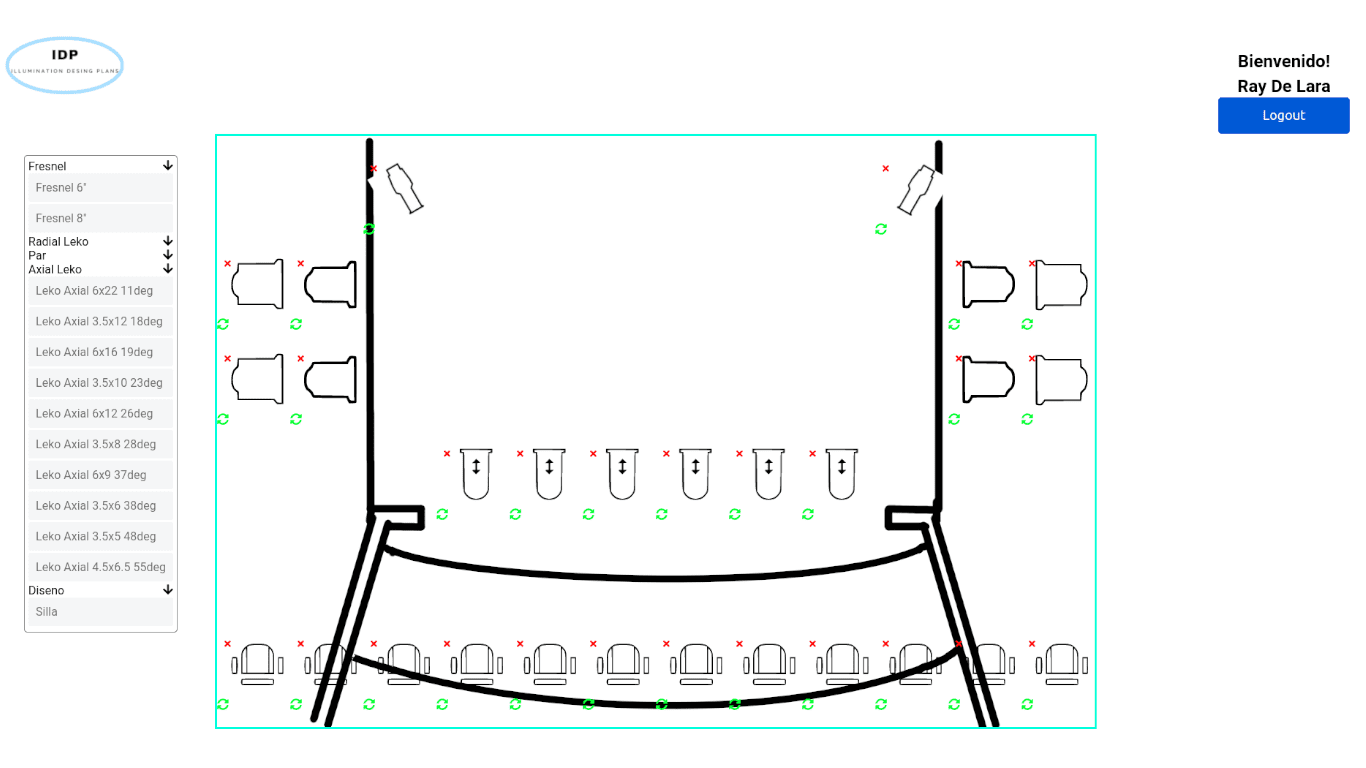 IDP
ILLUMINATION DESING PLANS
Bienvenido!
Ray De Lara
Logout
Fresnel
Fresnel 6"
Fresnel 8"
Radial Leko
Par
Axial Leko
Leko Axial 6x22 11deg
Leko Axial 3.5x12 18deg
Leko Axial 6x16 19deg
Leko Axial 3.5x10 23deg
Leko Axial 6x12 26deg
Leko Axial 3.5x8 28deg
Leko Axial 6x9 37deg
Leko Axial 3.5x6 38deg
Leko Axial 3.5x5 48deg
Leko Axial 4.5x6.5 55deg
Diseno
Silla